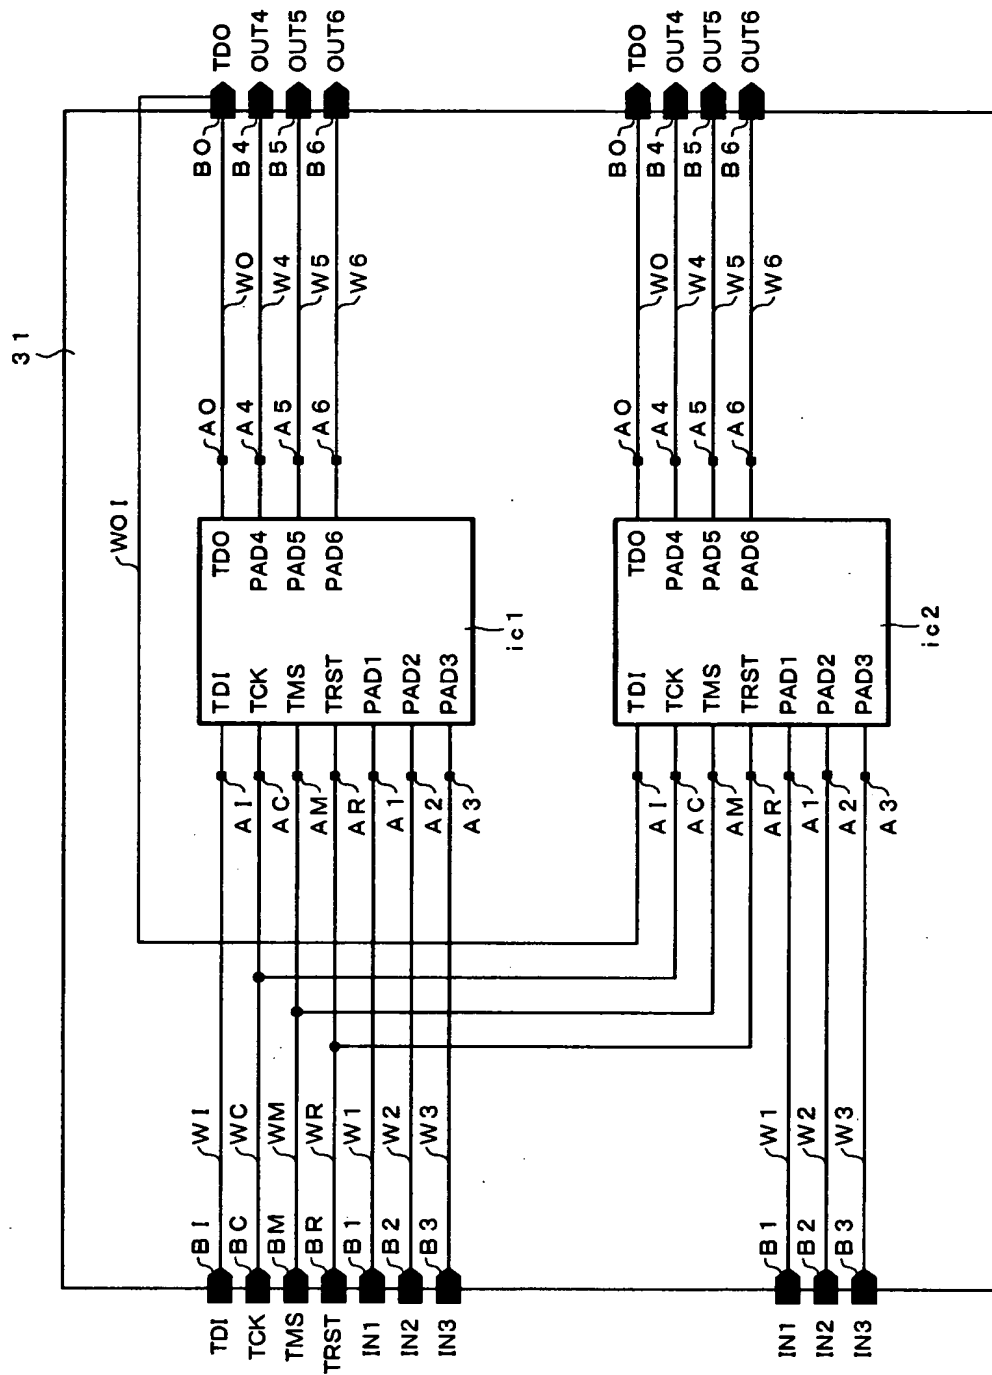 31
WOI
TDI
TCK
TMS
TRST
IN1
IN2
IN3
BI
BC
BM
BR
B1
B2
B3
WI
WC
WM
WR
W1
W2
W3
AI
AC
AM
AR
A1
A2
A3
TDI
TCK
TMS
TRST
PAD1
PAD2
PAD3
TDO
PAD4
PAD5
PAD6
ic1
AO
A4
A5
A6
WO
W4
W5
W6
BO
B4
B5
B6
TDO
OUT4
OUT5
OUT6
IN1
IN2
IN3
B1
B2
B3
W1
W2
W3
AI
AC
AM
AR
A1
A2
A3
TDI
TCK
TMS
TRST
PAD1
PAD2
PAD3
TDO
PAD4
PAD5
PAD6
ic2
AO
A4
A5
A6
WO
W4
W5
W6
BO
B4
B5
B6
TDO
OUT4
OUT5
OUT6